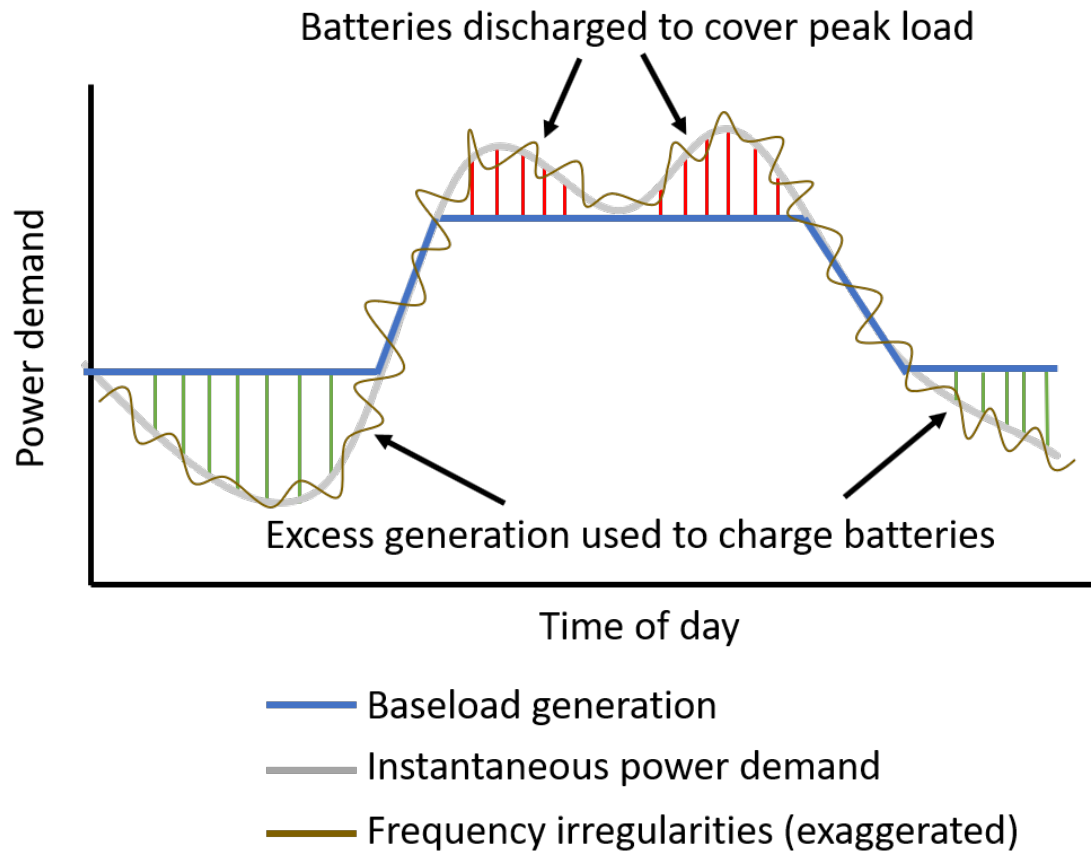 Batteries discharged to cover peak load
Power demand
Excess generation used to charge batteries
Time of day
Baseload generation
Instantaneous power demand
Frequency irregularities (exaggerated)